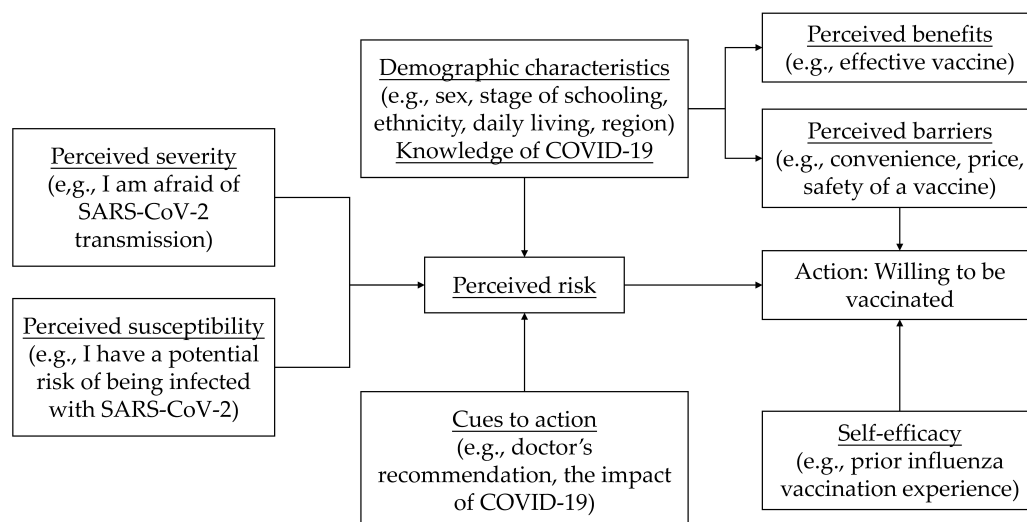 Perceived severity
(e,g., I am afraid of
SARS-CoV-2
transmission)
Perceived susceptibility
(e.g., I have a potential
risk of being infected
with SARS-CoV-2)
Demographic characteristics
(e.g., sex, stage of schooling,
ethnicity, daily living, region)
Knowledge of COVID-19
Perceived risk
Cues to action
(e.g., doctor’s
recommendation, the impact
of COVID-19)
Perceived benefits
(e.g., effective vaccine)
Perceived barriers
(e.g., convenience, price,
safety of a vaccine)
Action: Willing to be
vaccinated
Self-efficacy
(e.g., prior influenza
vaccination experience)